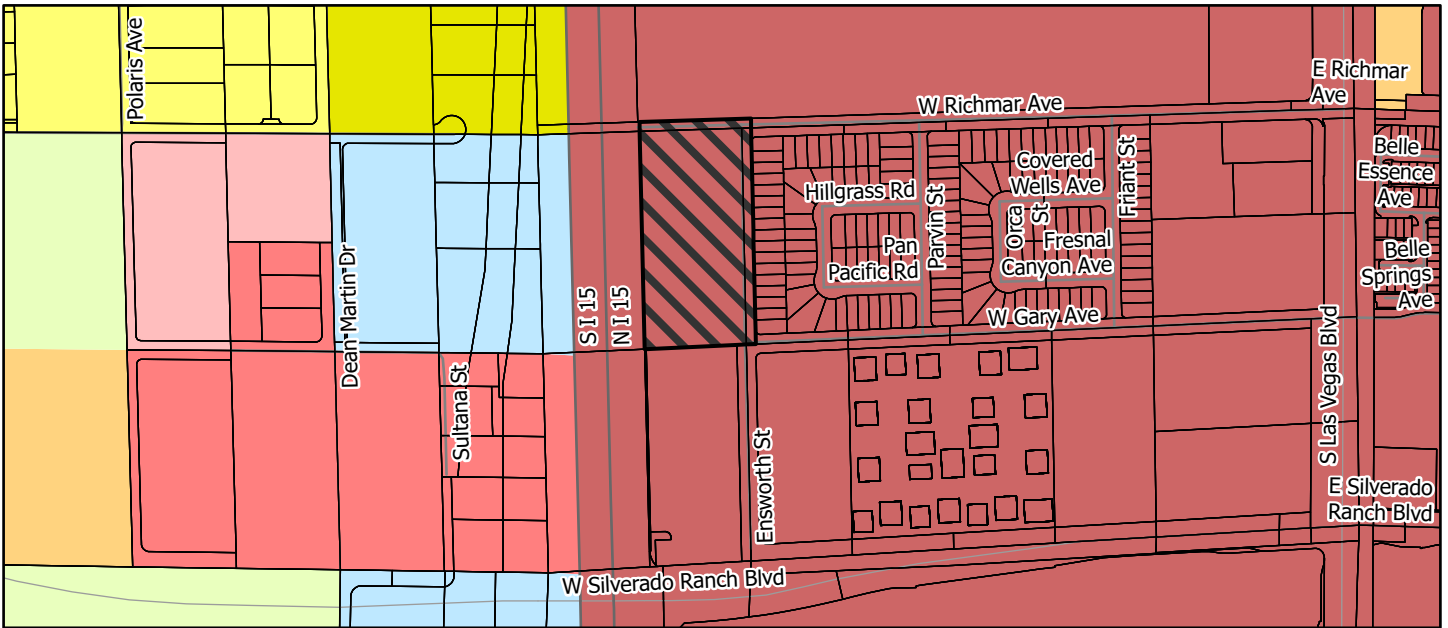 Polaris Ave
E Richmar
Ave
W Richmar Ave
Belle
Essence
Ave
Covered
Wells Ave
Friant St
Hillgrass Rd
Parvin St
Orca
St
Pan
Pacific Rd
Fresnal
Canyon Ave
Belle
Springs
Ave
Dean Martin Dr
S I 15
N I 15
W Gary Ave
S Las Vegas Blvd
Sultana St
Ensworth St
E Silverado
Ranch Blvd
W Silverado Ranch Blvd